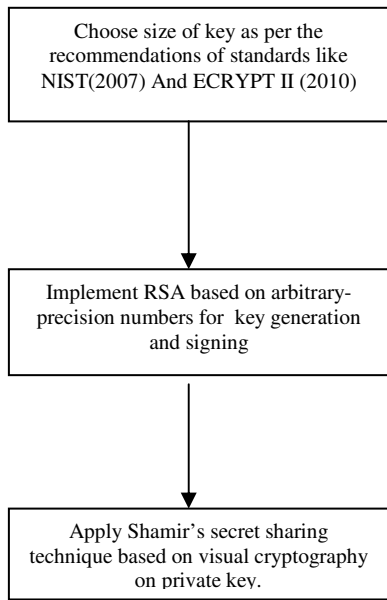 Choose size of key as per the
recommendations of standards like
NIST(2007) And ECRYPT II (2010)
Implement RSA based on arbitrary-
precision numbers for key generation
and signing
Apply Shamir's secret sharing
technique based on visual cryptography
on private key.